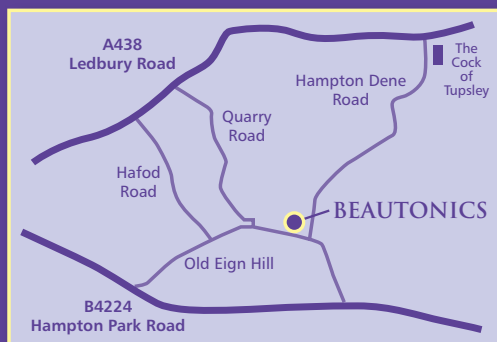 A438
Ledbury Road
The
Cock
of
Tupsley
Hampton Dene
Road
Quarry
Road
Hafod
Road
BEAUTONICS
Old Eign Hill
B4224
Hampton Park Road